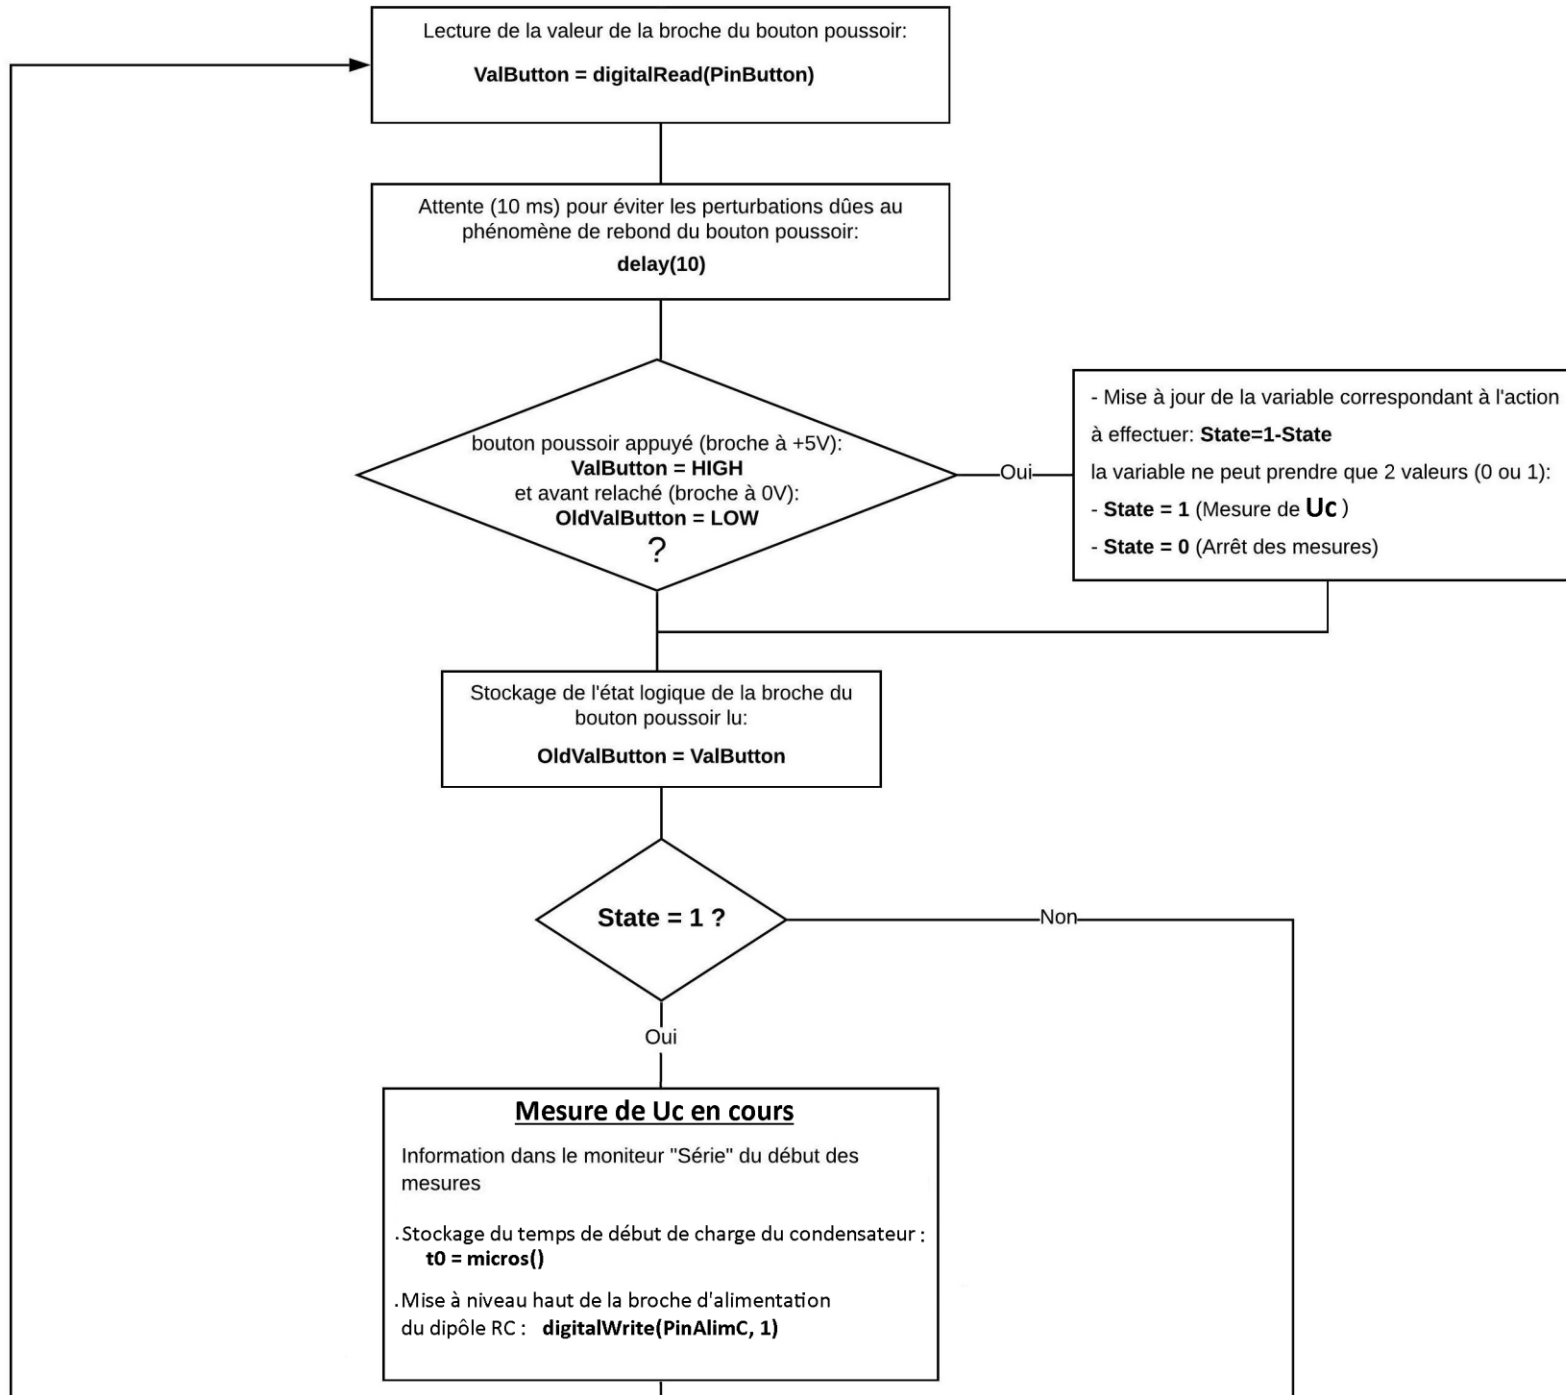 Lecture de la valeur de la broche du bouton poussoir:
ValButton = digitalRead(PinButton)
Attente (10 ms) pour éviter les perturbations dûes au
phénomène de rebond du bouton poussoir:
delay(10)
bouton poussoir appuyé (broche à +5V):
ValButton = HIGH
et avant relaché (broche à 0V):
OldValButton = LOW
?
Oui
- Mise à jour de la variable correspondant à l'action
à effectuer: State=1-State
la variable ne peut prendre que 2 valeurs (0 ou 1):
- State = 1 (Mesure de Uc )
- State = 0 (Arrêt des mesures)
Stockage de l'état logique de la broche du
bouton poussoir lu:
OldValButton = ValButton
State = 1 ?
Non
Oui
Mesure de Uc en cours
Information dans le moniteur "Série" du début des
mesures
.Stockage du temps de début de charge du condensateur :
t0 = micros()
.Mise à niveau haut de la broche d'alimentation
du dipôle RC : digitalWrite(PinAlimC, 1)